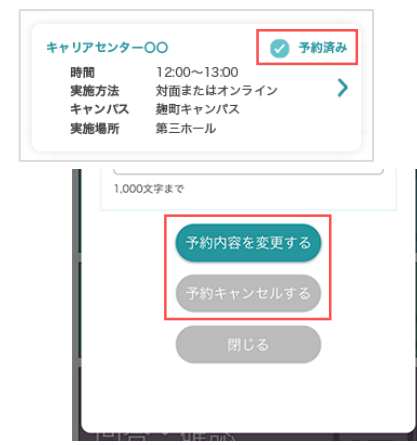 キャリアセンター〇〇 予約済み
時間 12:00〜13:00
実施方法 対面またはオンライン
キャンパス 麹町キャンパス
実施場所 第三ホール
1,000文字まで
予約内容を変更する
予約キャンセルする
閉じる